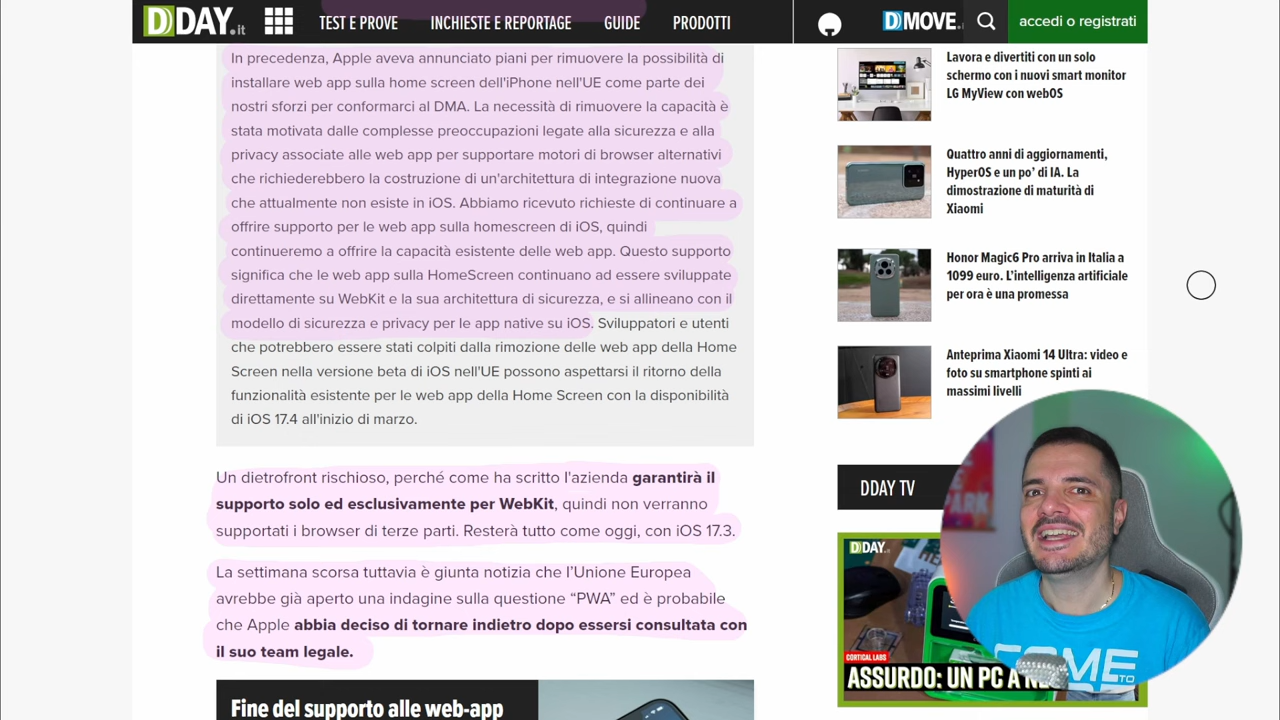 DDAY.it
TEST E PROVE
INCHIESTE E REPORTAGE
GUIDE
PRODOTTI
DMOVE.i
accedi o registrati
In precedenza, Apple aveva annunciato piani per rimuovere la possibilità di
nostri sforzi per conformarci al DMA. La necessità di rimuovere la capacità è
stata motivata dalle complesse preoccupazioni legate alla sicurezza e alla
privacy associate alle web app per supportare motori di browser alternativi
che richiederebbero la costruzione di un'architettura di integrazione nuova
che attualmente non esiste in iOS. Abbiamo ricevuto richieste di continuare a
offrire supporto per le web app sulla homescreen di iOS, quindi
continueremo a offrire la capacità esistente delle web app. Questo supporto
significa che le web app sulla HomeScreen continuano ad essere sviluppate
direttamente su WebKit e la sua architettura di sicurezza, e si allineano con il
modello di sicurezza e privacy per le app native su iOS. Sviluppatori e utenti
che potrebbero essere stati colpiti dalla rimozione delle web app della Home
Screen nella versione beta di iOS nell'UE possono aspettarsi il ritorno della
funzionalità esistente per le web app della Home Screen con la disponibilità
di iOS 17.4 all'inizio di marzo.
Un dietrofront rischioso, perché come ha scritto l'azienda garantirà il
supporto solo ed esclusivamente per WebKit, quindi non verranno
supportati i browser di terze parti. Resterà tutto come oggi, con iOS 17.3.
La settimana scorsa tuttavia è giunta notizia che l'Unione Europea
avrebbe già aperto una indagine sulla questione “PWA” ed è probabile
che Apple abbia deciso di tornare indietro dopo essersi consultata con
il suo team legale.
al supporto alle web-app
Lavora e divertiti con un solo
schermo con i nuovi smart monitor
LG MyView con webOS
Quattro anni di aggiornamenti,
HyperOS e un po' di IA. La
dimostrazione di maturità di
Xiaomi
Honor Magic6 Pro arriva in Italia a
1099 euro. L'intelligenza artificiale
per ora è una promessa
Anteprima Xiaomi 14 Ultra: video e
foto su smartphone spinti ai
massimi livelli
DDAY TV
DDAY.it
CORTICAL LABS
ASSURDO: UN PC A
COME
TO